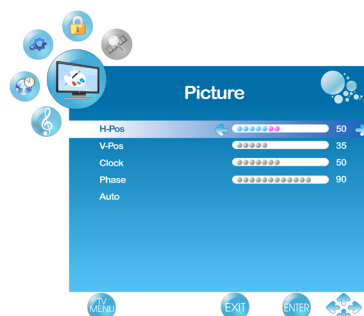 Picture
H-Pos 50
V-Pos 35
Clock 50
Phase 90
Auto
TV MENU EXIT ENTER